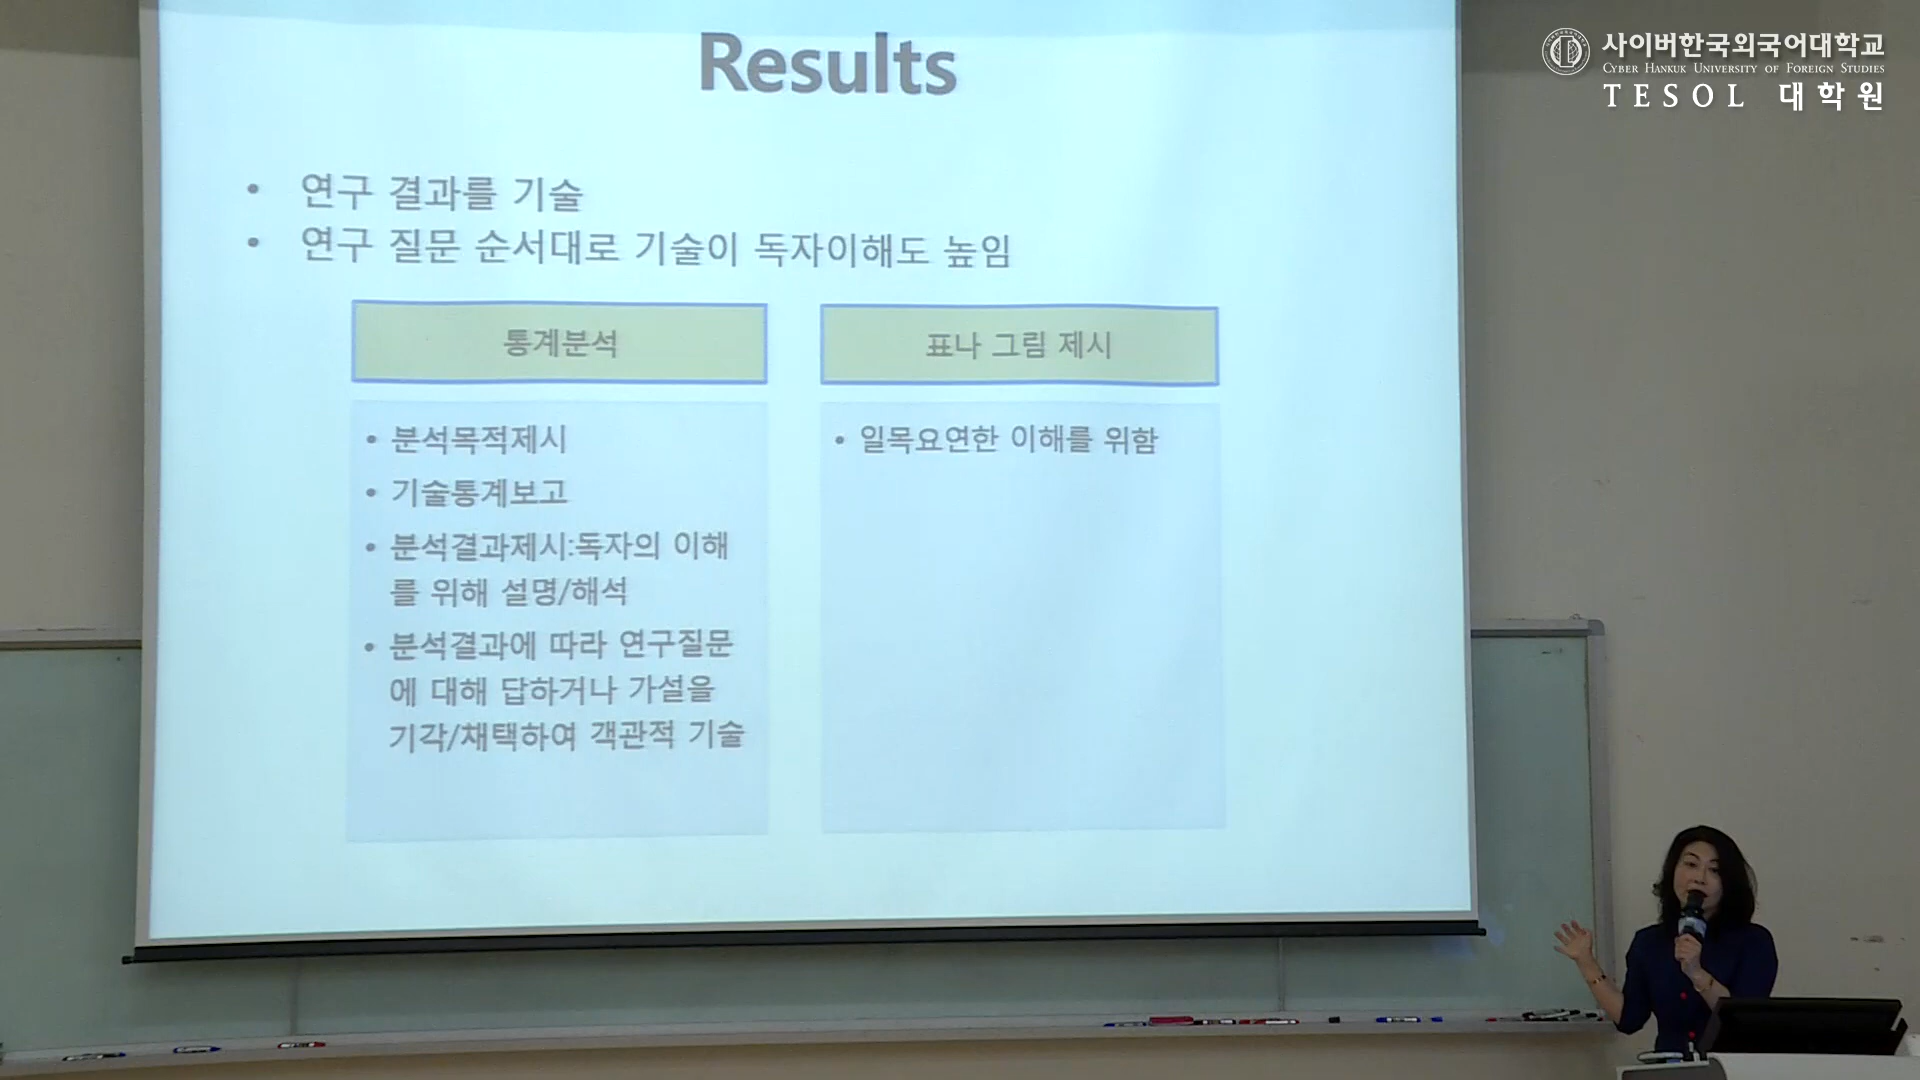 사이버한국외국어대학교
CYBER HANKUK UNIVERSITY OF FOREIGN STUDIES
TESOL 대학원
Results
• 연구 결과를 기술
• 연구 질문 순서대로 기술이 독자이해도 높임
통계분석
• 분석목적제시
• 기술통계보고
• 분석결과제시:독자의 이해
를 위해 설명/해석
• 분석결과에 따라 연구질문
에 대해 답하거나 가설을
기각/채택하여 객관적 기술
표나 그림 제시
• 일목요연한 이해를 위함